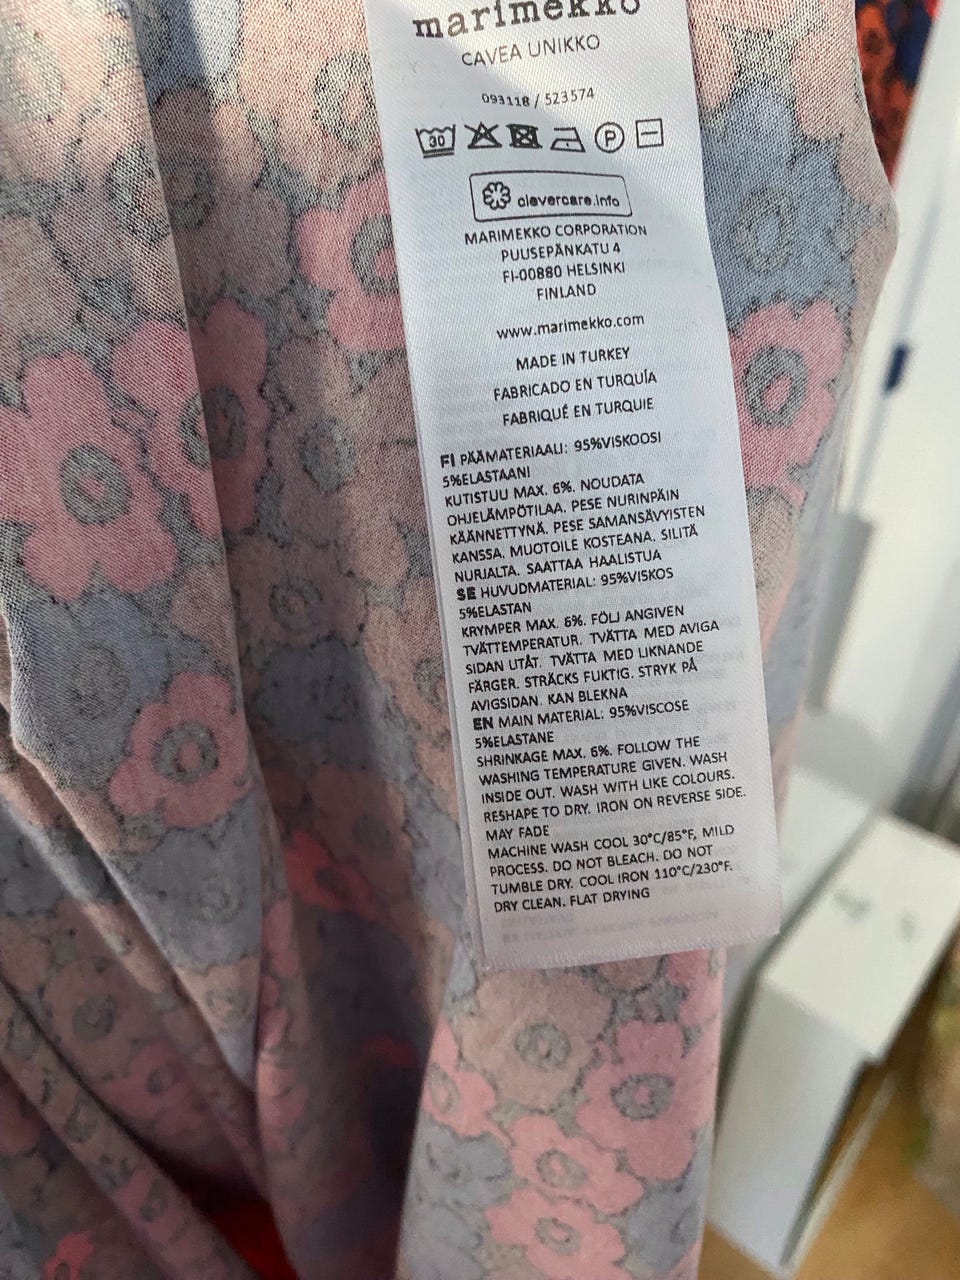 marimekko
CAVEA UNIKKO
093118 / 523574
30
P
clevercare.info
MARIMEKKO CORPORATION
PUUSEPÄNKATU 4
FI-00880 HELSINKI
FINLAND
www.marimekko.com
MADE IN TURKEY
FABRICADO EN TURQUÍA
FABRIQUÉ EN TURQUIE
FI PÄÄMATERIAALI: 95%VISKOOSI
5%ELASTAANI
KUTISTUU MAX. 6%. NOUDATA
OHJELÄMPÖTILAA. PESE NURINPÄIN
KÄÄNNETTYNÄ. PESE SAMANSÄVYISTEN
KANSSA. MUOTOILE KOSTEANA. SILITÄ
NURJALTA. SAATTAA HAALISTUA
SE HUVUDMATERIAL: 95%VISKOS
5%ELASTAN
KRYMPER MAX. 6%. FÖLJ ANGIVEN
TVÄTTEMPERATUR. TVÄTTA MED AVIGA
SIDAN UTÅT. TVÄTTA MED LIKNANDE
FÄRGER. STRÄCKS FUKTIG. STRYK PÅ
AVIGSIDAN. KAN BLEKNA
EN MAIN MATERIAL: 95%VISCOSE
5%ELASTANE
SHRINKAGE MAX. 6%. FOLLOW THE
WASHING TEMPERATURE GIVEN. WASH
INSIDE OUT. WASH WITH LIKE COLOURS.
RESHAPE TO DRY. IRON ON REVERSE SIDE.
MAY FADE
MACHINE WASH COOL 30°C/85°F, MILD
PROCESS. DO NOT BLEACH. DO NOT
TUMBLE DRY. COOL IRON 110°C/230°F.
DRY CLEAN. FLAT DRYING